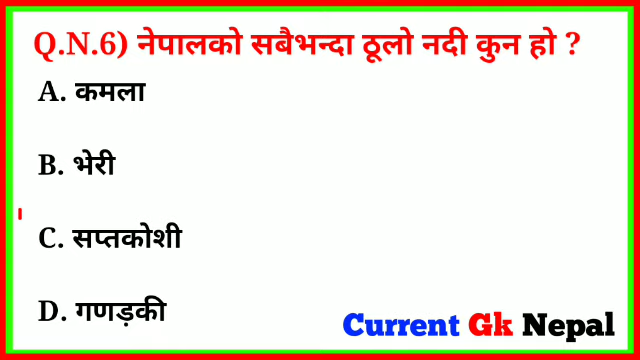 Q.N.6) नेपालको सबैभन्दा ठूलो नदी कुन हो ?
A. कमला
B. भेरी
C. सप्तकोशी
D. गणड़की
Current Gk Nepal